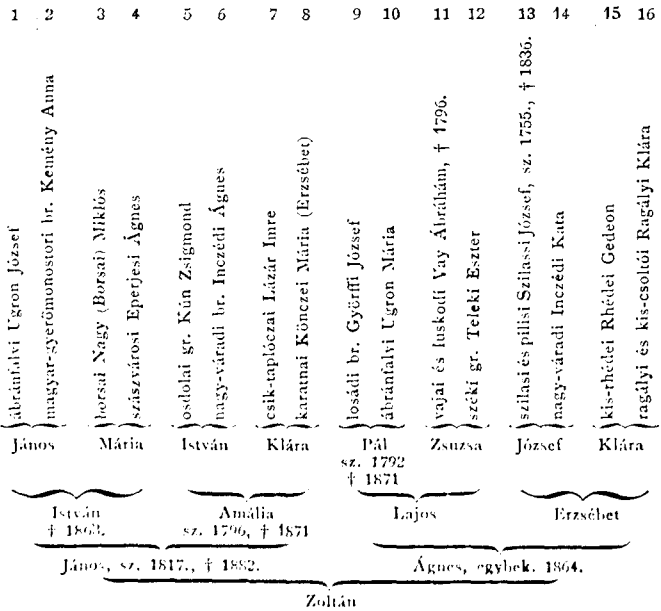 1 2 3 4 5 6 7 8 9 10 11 12 13 14 15 16
ábránfalvi Ugron József
magyar-gyerőmonostori br. Kemény Anna
borsai Nagy (Borsai) Miklós
szászvárosi Eperjesi Ágnes
osdolai gr. Kún Zsigmond
nagy-váradi br. Inczédi Ágnes
csik-taplóczai Lázár Imre
karatnai Könczei Mária (Erzsébet)
losádi br. Györffi József
ábránfalvi Ugron Mária
vajai és luskodi Vay Ábrahám, † 1796.
széki gr. Teleki Eszter
szilasi és pilisi Szilassi József, sz. 1755., † 1836.
nagy-váradi Inczédi Kata
kis-rhédei Rhédei Gedeon
ragályi és kis-csoltói Ragályi Klára
János Mária István Klára Pál Zsuzsa József Klára
sz. 1792
† 1871
István Amália Lajos Erzsébet
† 1863. sz. 1796, † 1871
János, sz. 1817., † 1882. Ágnes, egybek. 1864.
Zoltán